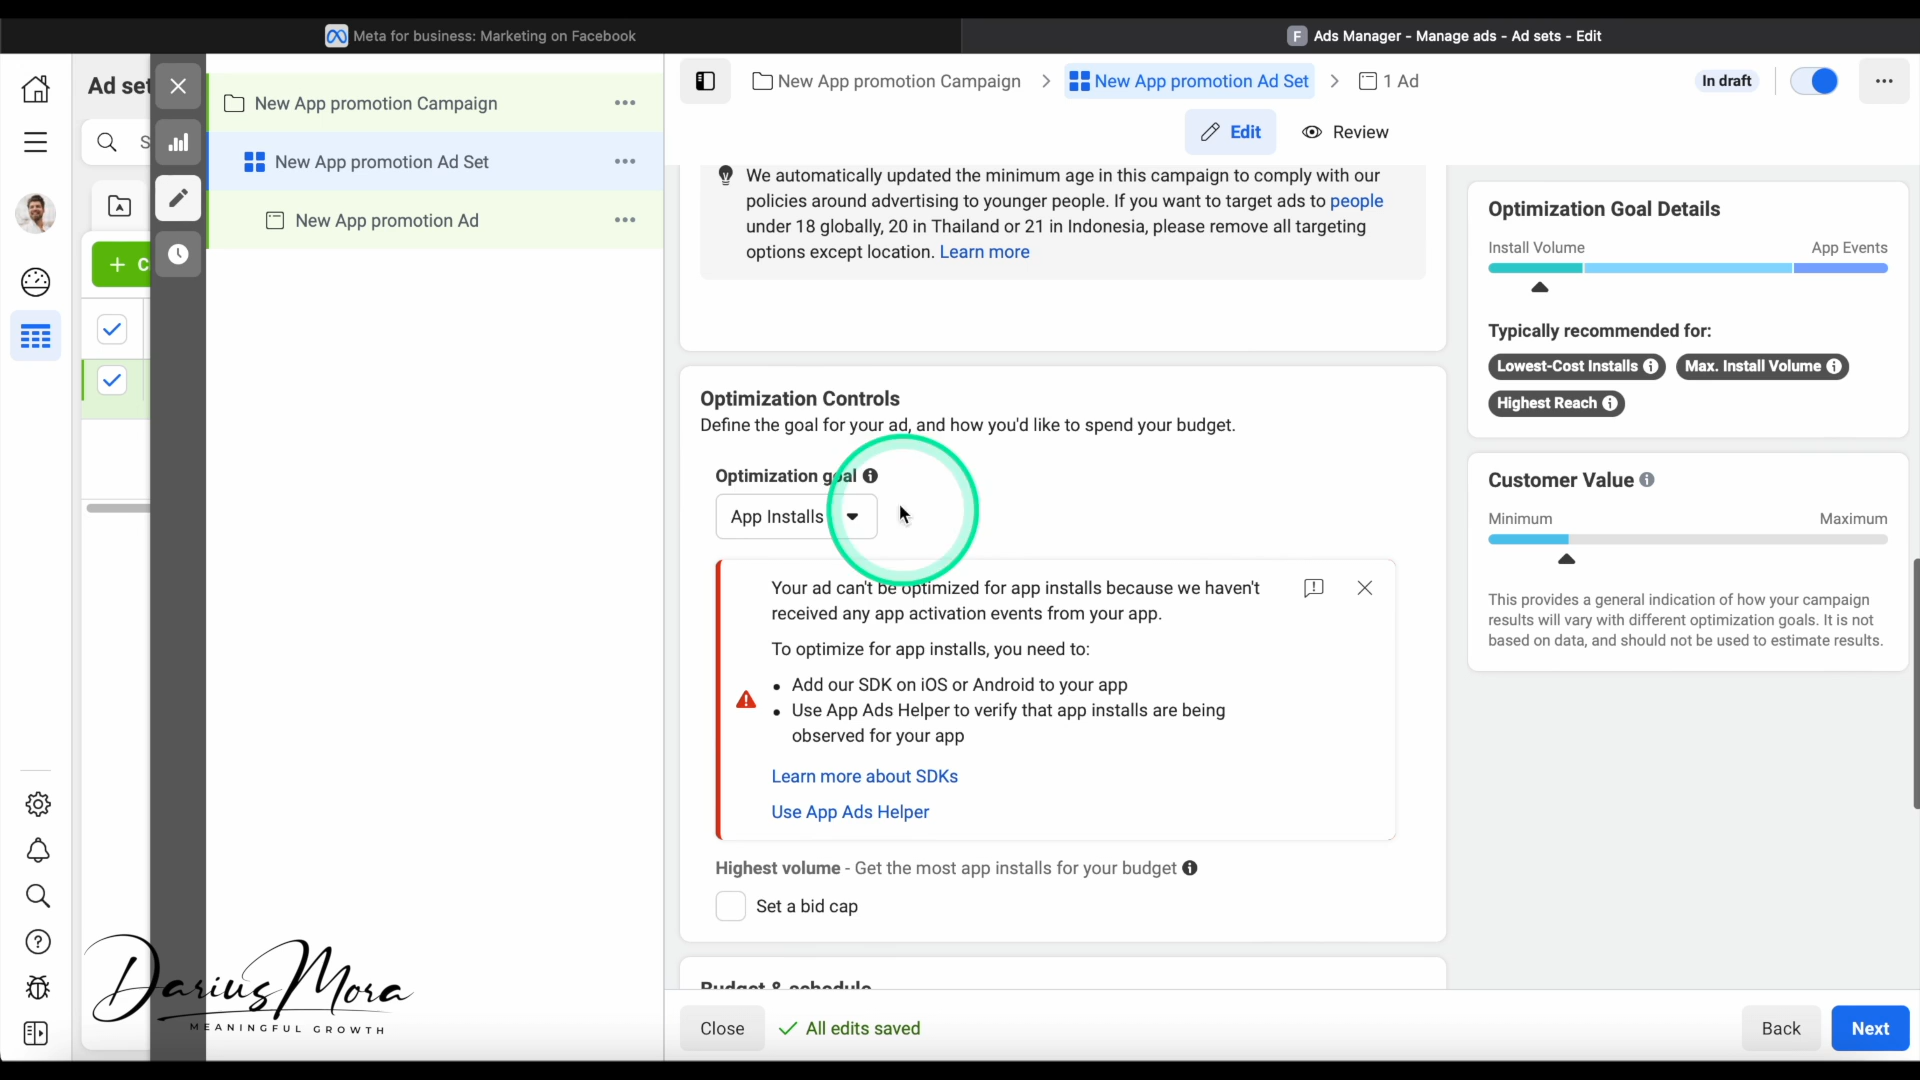 Meta for business: Marketing on Facebook
F Ads Manager - Manage ads - Ad sets - Edit
Ad set
New App promotion Campaign
New App promotion Ad Set
New App promotion Ad
New App promotion Campaign
New App promotion Ad Set
1 Ad
In draft
Edit
Review
We automatically updated the minimum age in this campaign to comply with our
policies around advertising to younger people. If you want to target ads to people
under 18 globally, 20 in Thailand or 21 in Indonesia, please remove all targeting
options except location. Learn more
Optimization Controls
Define the goal for your ad, and how you'd like to spend your budget.
Optimization goal
App Installs
Your ad can't be optimized for app installs because we haven't
received any app activation events from your app.
To optimize for app installs, you need to:
• Add our SDK on iOS or Android to your app
• Use App Ads Helper to verify that app installs are being
observed for your app
Learn more about SDKs
Use App Ads Helper
Highest volume - Get the most app installs for your budget
Set a bid cap
Budget & schedule
Close
All edits saved
Back
Next
Optimization Goal Details
Install Volume
App Events
Typically recommended for:
Lowest-Cost Installs
Max. Install Volume
Highest Reach
Customer Value
Minimum
Maximum
This provides a general indication of how your campaign
results will vary with different optimization goals. It is not
based on data, and should not be used to estimate results.
Darius Mora
MEANINGFUL GROWTH